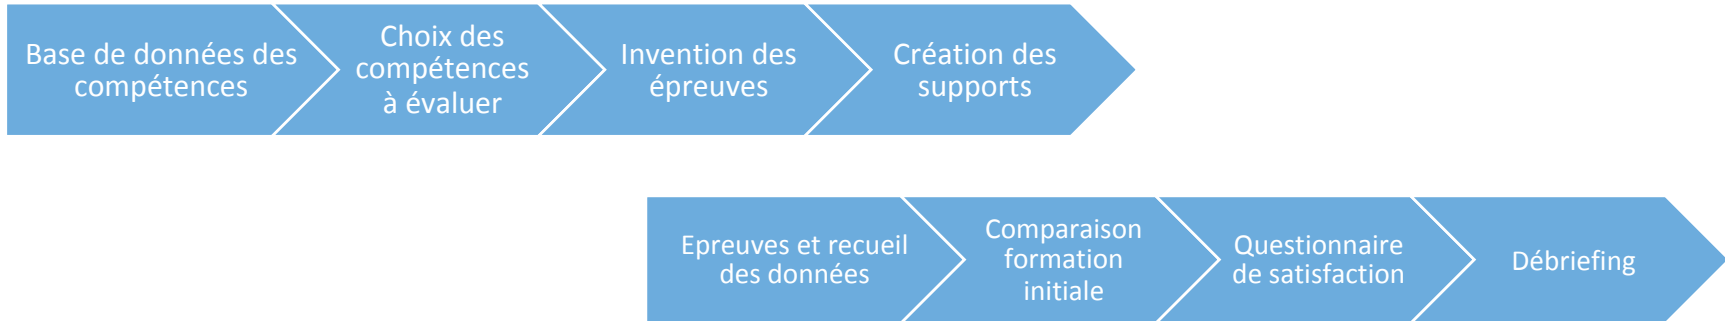 Base de données des
compétences
Choix des
compétences
à évaluer
Invention des
épreuves
Création des
supports
Epreuves et recueil
des données
Comparaison
formation
initiale
Questionnaire
de satisfaction
Débriefing